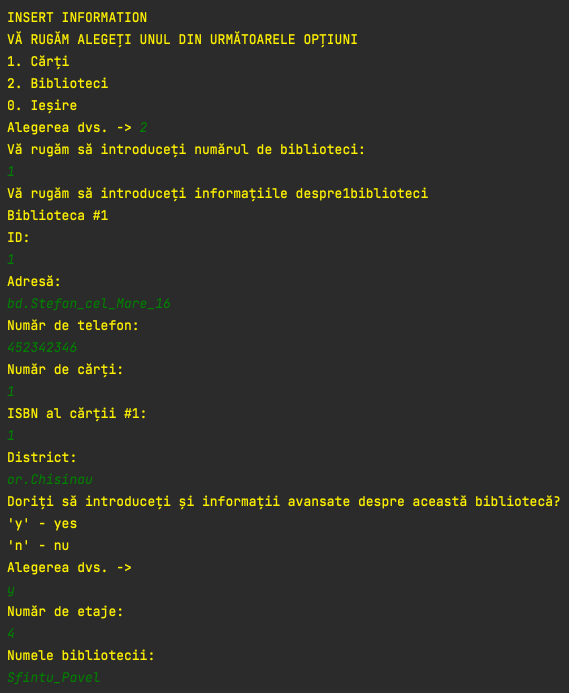 INSERT INFORMATION
VĂ RUGĂM ALEGEȚI UNUL DIN URMĂTOARELE OPȚIUNI
1. Cărți
2. Biblioteci
0. Ieșire
Alegerea dvs. -> 2
Vă rugăm să introduceți numărul de biblioteci:
1
Vă rugăm să introduceți informațiile despre1biblioteci
Biblioteca #1
ID:
1
Adresă:
bd.Stefan_cel_Mare_16
Număr de telefon:
452342346
Număr de cărți:
1
ISBN al cărții #1:
1
District:
or.Chisinau
Doriți să introduceți și informații avansate despre această bibliotecă?
'y' - yes
'n' - nu
Alegerea dvs. ->
y
Număr de etaje:
4
Numele bibliotecii:
Sfintu_Pavel